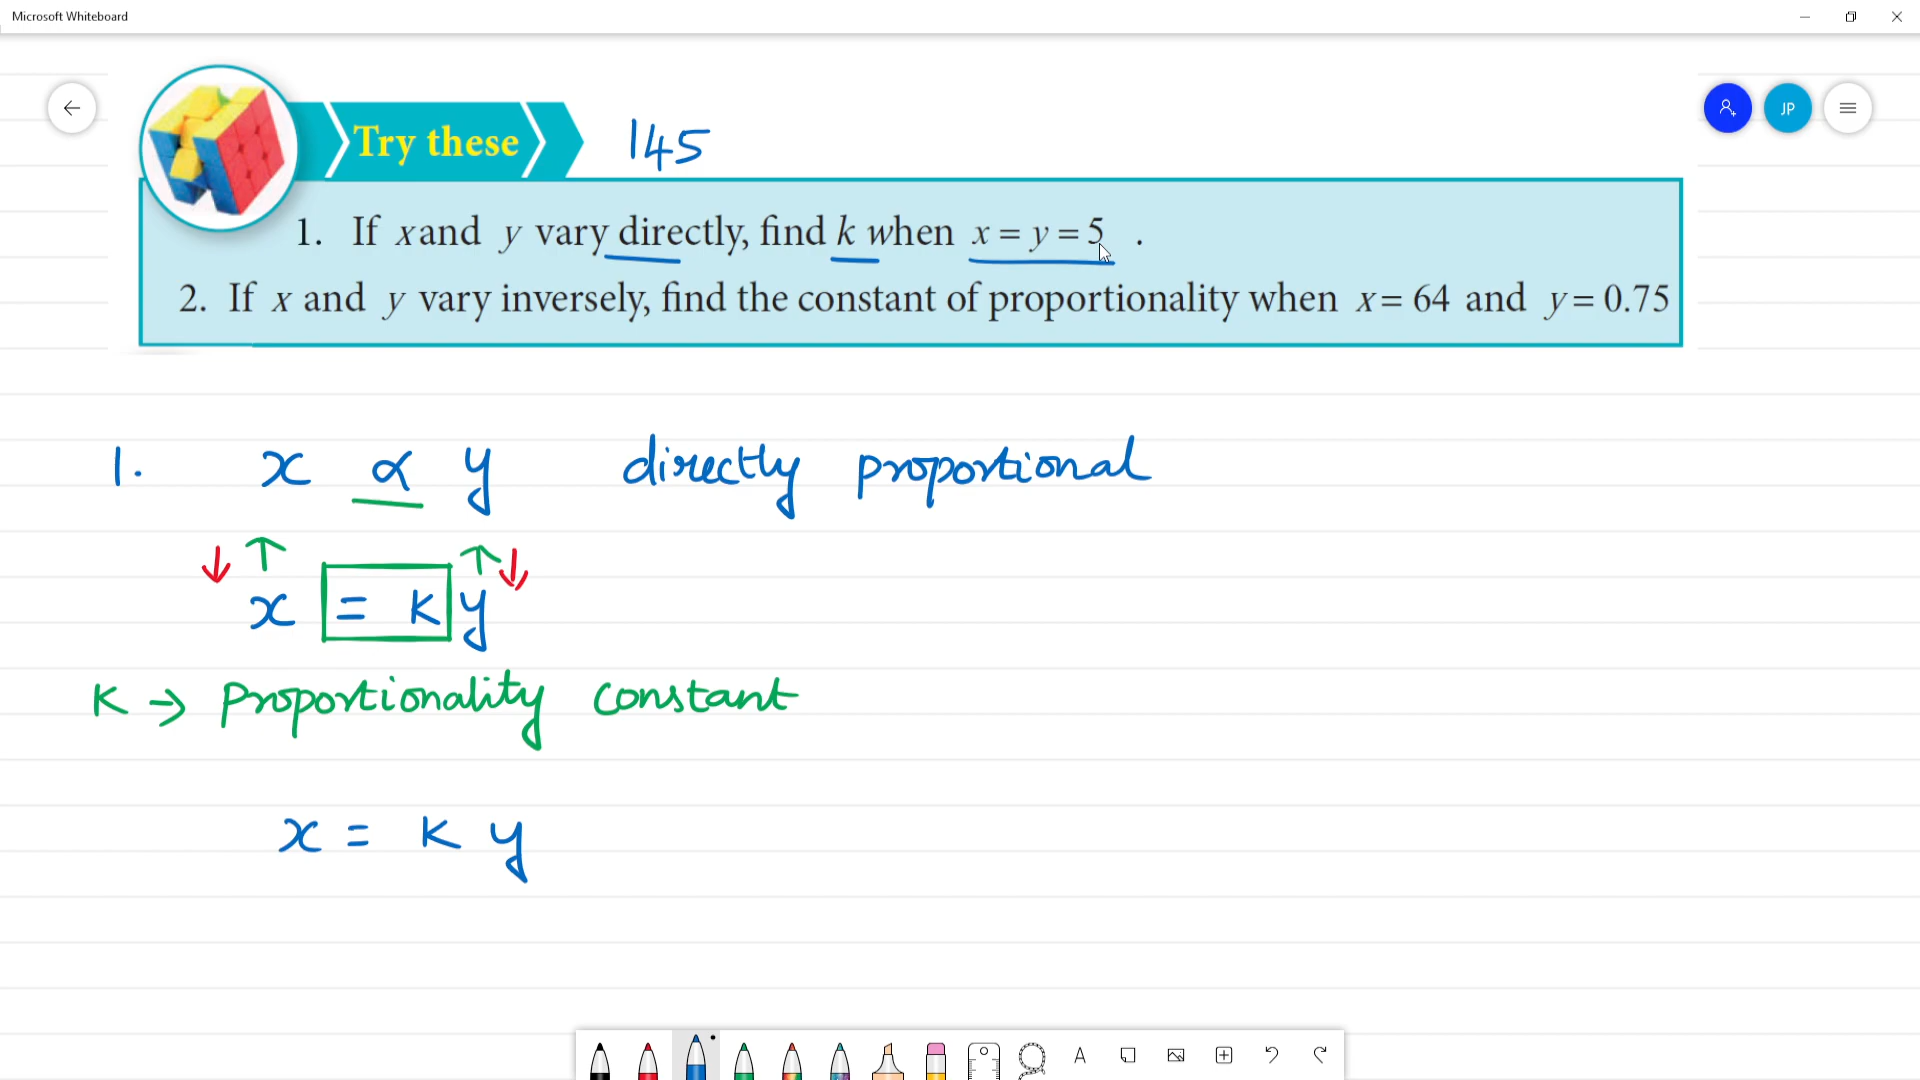 Microsoft Whiteboard
JP
Try these 145
1. If x and y vary directly, find k when x = y = 5 .
2. If x and y vary inversely, find the constant of proportionality when x = 64 and y = 0.75
1. x ∝ y directly proportional
↓ ↑ ↑ ↓
x = k y
K → Proportionality constant
x = K y
A